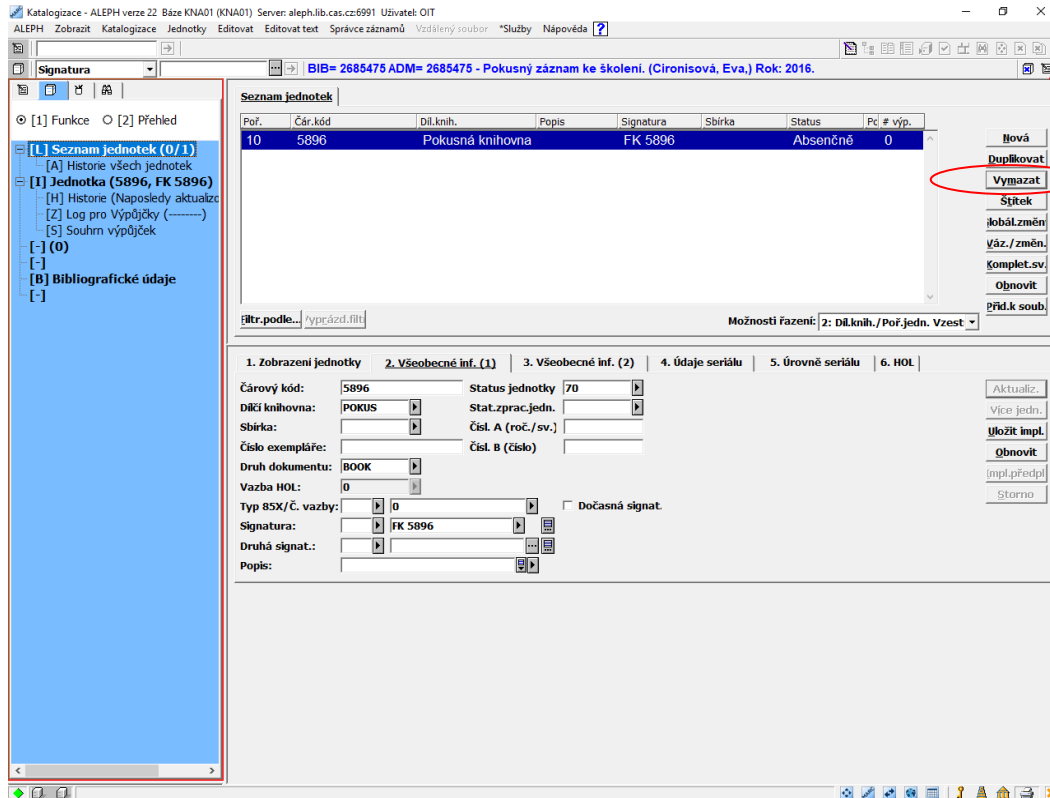 Katalogizace - ALEPH verze 22 Báze KNA01 (KNA01) Server: aleph.lib.cas.cz:6991 Uživatel: OIT
ALEPH Zobrazit Katalogizace Jednotky Editovat Editovat text Správce záznamů Vzdálený soubor *Služby Nápověda ?
Signatura BIB= 2685475 ADM= 2685475 - Pokusný záznam ke školení. (Cironisová, Eva,) Rok: 2016.
[1] Funkce [2] Přehled
[L] Seznam jednotek (0/1)
[A] Historie všech jednotek
[I] Jednotka (5896, FK 5896)
[H] Historie (Naposledy aktualizo
[Z] Log pro Výpůjčky (--------)
[S] Souhrn výpůjček
[-] (0)
[-]
[B] Bibliografické údaje
[-]
Seznam jednotek
Poř. Čár.kód Díl.knih. Popis Signatura Sbírka Status Po # výp.
10 5896 Pokusná knihovna FK 5896 Absenčně 0
Nová
Duplikovat
Vymazat
Štítek
lobál.změn
Váz./změn.
Komplet.sv.
Obnovit
Přid.k soub.
Filtr.podle... yprázd.filt
Možnosti řazení: 2: Díl.knih./Poř.jedn. Vzest
1. Zobrazení jednotky 2. Všeobecné inf. (1) 3. Všeobecné inf. (2) 4. Údaje seriálu 5. Úrovně seriálu 6. HOL
Čárový kód: 5896 Status jednotky 70
Dílčí knihovna: POKUS Stat.zprac.jedn.
Sbírka: Čísl. A (roč./sv.)
Číslo exempláře: Čísl. B (číslo)
Druh dokumentu: BOOK
Vazba HOL: 0
Typ 85X/Č. vazby: 0 Dočasná signat.
Signatura: FK 5896
Druhá signat.: ...
Popis:
Aktualiz.
Více jedn.
Uložit impl.
Obnovit
Impl.předpl
Storno